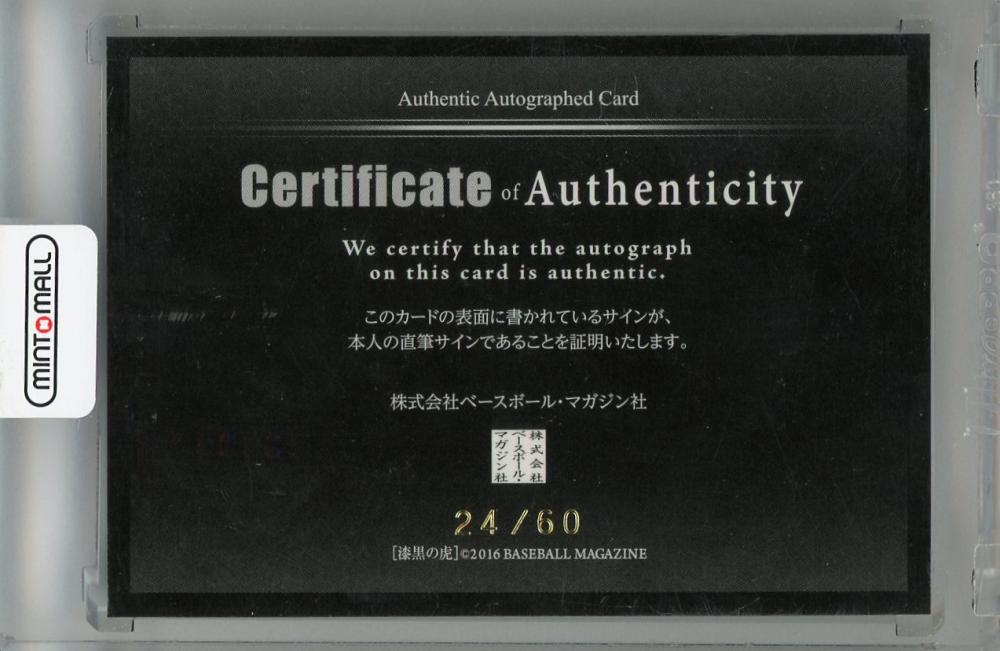 Authentic Autographed Card
Certificate of Authenticity
We certify that the autograph
on this card is authentic.
このカードの表面に書かれているサインが、
本人の直筆サインであることを証明いたします。
株式会社ベースボール・マガジン社
株式会社
ベースボール・
マガジン社
24/60
[漆黒の虎]©2016 BASEBALL MAGAZINE
MINTOMALL